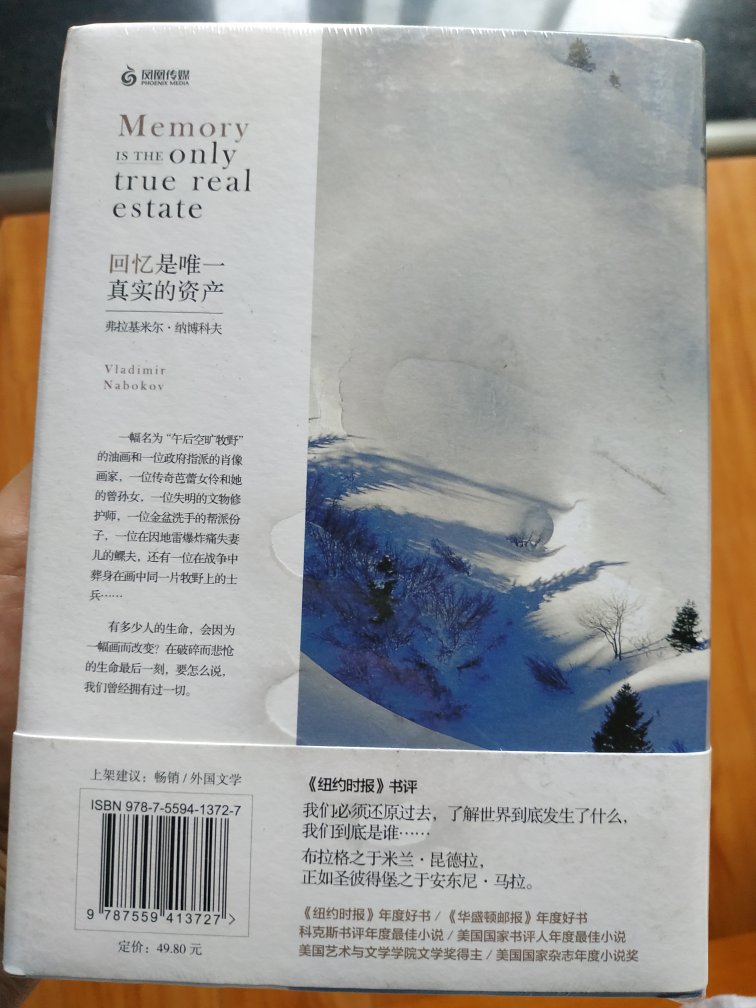 凤凰传媒
PHOENIX MEDIA
Memory
IS THE only
true real
estate
回忆是唯一
真实的资产
弗拉基米尔·纳博科夫
Vladimir
Nabokov
一幅名为“午后空旷牧野”
的油画和一位政府指派的肖像
画家，一位传奇芭蕾女伶和她
的曾孙女，一位失明的文物修
护师，一位金盆洗手的帮派份
子，一位在因地雷爆炸痛失妻
儿的鳏夫，还有一位在战争中
葬身在画中同一片牧野上的士
兵……
有多少人的生命，会因为
一幅画而改变？在破碎而悲怆
的生命最后一刻，要怎么说，
我们曾经拥有过一切。
上架建议：畅销/外国文学
ISBN 978-7-5594-1372-7
9 787559 413727 >
定价：49.80 元
《纽约时报》书评
我们必须还原过去，了解世界到底发生了什么，
我们到底是谁……
布拉格之于米兰·昆德拉，
正如圣彼得堡之于安东尼·马拉。
《纽约时报》年度好书 / 《华盛顿邮报》年度好书
科克斯书评年度最佳小说 / 美国国家书评人年度最佳小说
美国艺术与文学学院文学奖得主 / 美国国家杂志年度小说奖